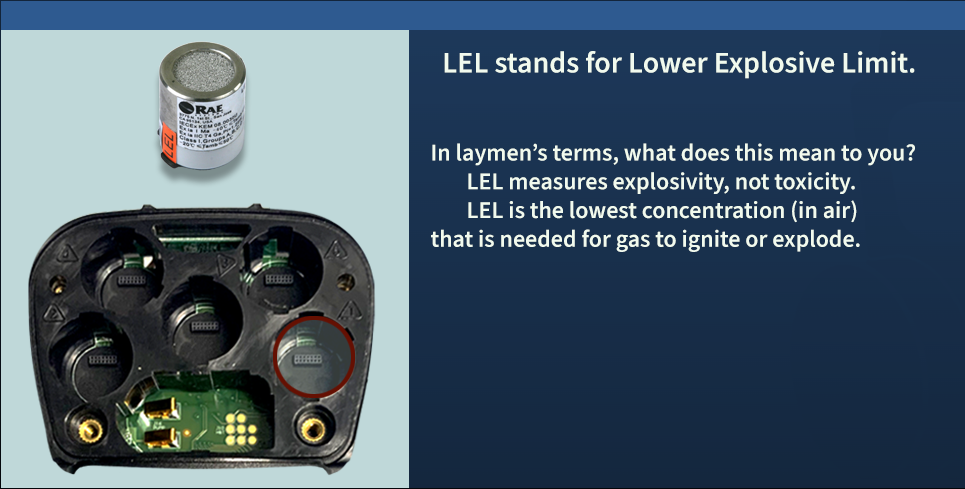 LEL stands for Lower Explosive Limit.
In laymen’s terms, what does this mean to you?
LEL measures explosivity, not toxicity.
LEL is the lowest concentration (in air)
that is needed for gas to ignite or explode.
RAE
LEL